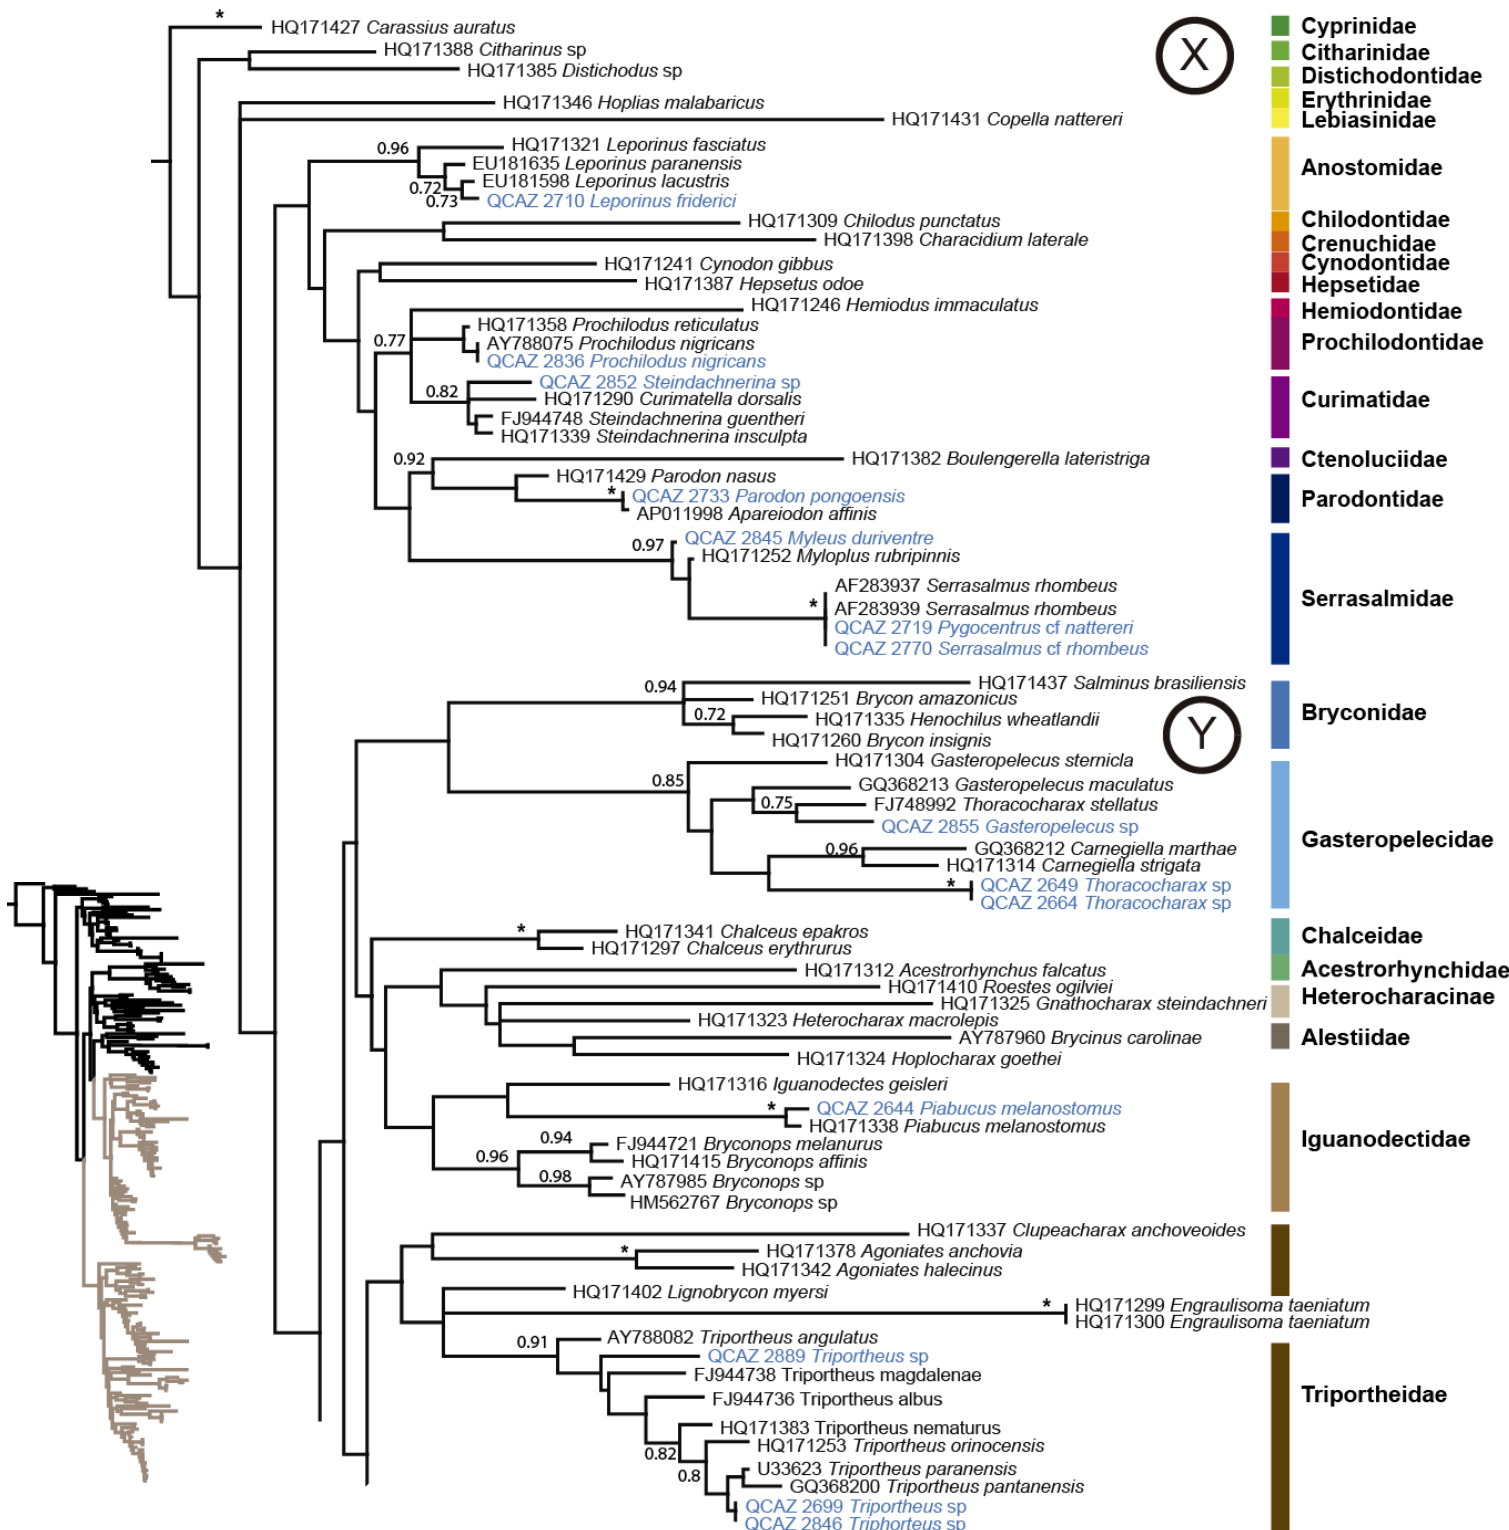 *
HQ171427 Carassius auratus
Cyprinidae
X
HQ171388 Citharinus sp
Citharinidae
HQ171385 Distichodus sp
Distichodontidae
HQ171346 Hoplias malabaricus
Erythrinidae
HQ171431 Copella nattereri
Lebiasinidae
0.96
HQ171321 Leporinus fasciatus
EU181635 Leporinus paranensis
Anostomidae
0.72
EU181598 Leporinus lacustris
0.73
QCAZ 2710 Leporinus friderici
HQ171309 Chilodus punctatus
Chilodontidae
HQ171398 Characidium laterale
Crenuchidae
HQ171241 Cynodon gibbus
Cynodontidae
HQ171387 Hepsetus odoe
Hepsetidae
HQ171246 Hemiodus immaculatus
Hemiodontidae
HQ171358 Prochilodus reticulatus
0.77
AY788075 Prochilodus nigricans
Prochilodontidae
QCAZ 2836 Prochilodus nigricans
QCAZ 2852 Steindachnerina sp
0.82
HQ171290 Curimatella dorsalis
Curimatidae
FJ944748 Steindachnerina guentheri
HQ171339 Steindachnerina insculpta
0.92
HQ171382 Boulengerella lateristriga
Ctenoluciidae
HQ171429 Parodon nasus
*
QCAZ 2733 Parodon pongoensis
Parodontidae
AP011998 Apareiodon affinis
0.97
QCAZ 2845 Myleus duriventre
HQ171252 Myloplus rubripinnis
AF283937 Serrasalmus rhombeus
Serrasalmidae
*
AF283939 Serrasalmus rhombeus
QCAZ 2719 Pygocentrus cf nattereri
QCAZ 2770 Serrasalmus cf rhombeus
0.94
HQ171437 Salminus brasiliensis
HQ171251 Brycon amazonicus
Bryconidae
0.72
HQ171335 Henochilus wheatlandii
Y
HQ171260 Brycon insignis
HQ171304 Gasteropelecus sternicla
0.85
GQ368213 Gasteropelecus maculatus
0.75
FJ748992 Thoracocharax stellatus
QCAZ 2855 Gasteropelecus sp
Gasteropelecidae
0.96
GQ368212 Carnegiella marthae
HQ171314 Carnegiella strigata
*
QCAZ 2649 Thoracocharax sp
QCAZ 2664 Thoracocharax sp
*
HQ171341 Chalceus epakros
Chalceidae
HQ171297 Chalceus erythrurus
HQ171312 Acestrorhynchus falcatus
Acestrorhynchidae
HQ171410 Roestes ogilviei
HQ171325 Gnathocharax steindachneri
Heterocharacinae
HQ171323 Heterocharax macrolepis
AY787960 Brycinus carolinae
Alestiidae
HQ171324 Hoplocharax goethei
HQ171316 Iguanodectes geisleri
*
QCAZ 2644 Piabucus melanostomus
HQ171338 Piabucus melanostomus
Iguanodectidae
0.94
FJ944721 Bryconops melanurus
0.96
HQ171415 Bryconops affinis
0.98
AY787985 Bryconops sp
HM562767 Bryconops sp
HQ171337 Clupeacharax anchoveoides
*
HQ171378 Agoniates anchovia
HQ171342 Agoniates halecinus
HQ171402 Lignobrycon myersi
*
HQ171299 Engraulisoma taeniatum
HQ171300 Engraulisoma taeniatum
0.91
AY788082 Triportheus angulatus
QCAZ 2889 Triportheus sp
FJ944738 Triportheus magdalenae
Triportheidae
FJ944736 Triportheus albus
HQ171383 Triportheus nematurus
0.82
HQ171253 Triportheus orinocensis
0.8
U33623 Triportheus paranensis
GQ368200 Triportheus pantanensis
QCAZ 2699 Triportheus sp
QCAZ 2846 Triphorteus sp